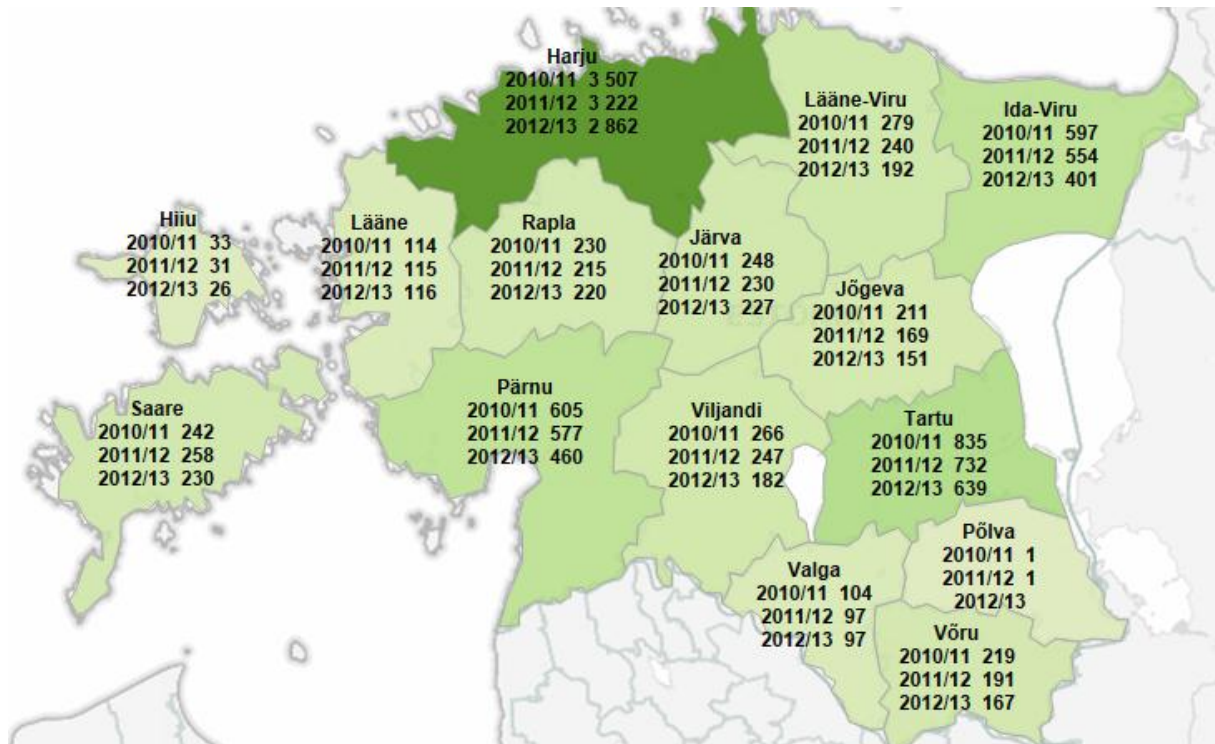 Harju
2010/11 3 507
2011/12 3 222
2012/13 2 862
Lääne-Viru
2010/11 279
2011/12 240
2012/13 192
Ida-Viru
2010/11 597
2011/12 554
2012/13 401
Hiiu
2010/11 33
2011/12 31
2012/13 26
Lääne
2010/11 114
2011/12 115
2012/13 116
Rapla
2010/11 230
2011/12 215
2012/13 220
Järva
2010/11 248
2011/12 230
2012/13 227
Jõgeva
2010/11 211
2011/12 169
2012/13 151
Saare
2010/11 242
2011/12 258
2012/13 230
Pärnu
2010/11 605
2011/12 577
2012/13 460
Viljandi
2010/11 266
2011/12 247
2012/13 182
Tartu
2010/11 835
2011/12 732
2012/13 639
Põlva
2010/11 1
2011/12 1
2012/13
Valga
2010/11 104
2011/12 97
2012/13 97
Võru
2010/11 219
2011/12 191
2012/13 167